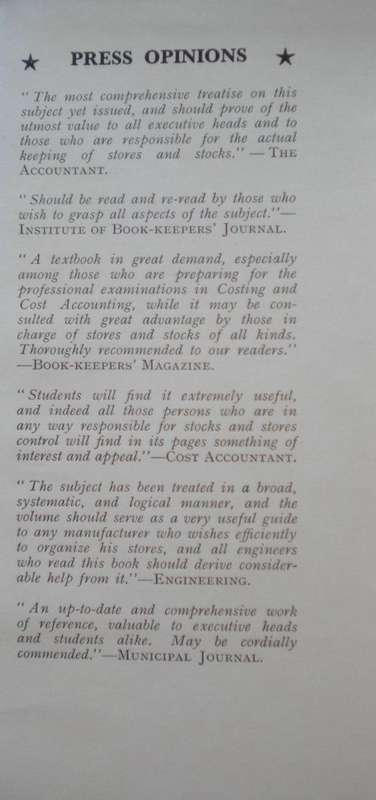 ★ PRESS OPINIONS ★
" The most comprehensive treatise on this
subject yet issued, and should prove of the
utmost value to all executive heads and to
those who are responsible for the actual
keeping of stores and stocks." — THE
ACCOUNTANT.
" Should be read and re-read by those who
wish to grasp all aspects of the subject."—
INSTITUTE OF BOOK-KEEPERS' JOURNAL.
" A textbook in great demand, especially
among those who are preparing for the
professional examinations in Costing and
Cost Accounting, while it may be con-
sulted with great advantage by those in
charge of stores and stocks of all kinds.
Thoroughly recommended to our readers."
—BOOK-KEEPERS' MAGAZINE.
" Students will find it extremely useful,
and indeed all those persons who are in
any way responsible for stocks and stores
control will find in its pages something of
interest and appeal."—COST ACCOUNTANT.
" The subject has been treated in a broad,
systematic, and logical manner, and the
volume should serve as a very useful guide
to any manufacturer who wishes efficiently
to organize his stores, and all engineers
who read this book should derive consider-
able help from it."—ENGINEERING.
" An up-to-date and comprehensive work
of reference, valuable to executive heads
and students alike. May be cordially
commended."—MUNICIPAL JOURNAL.